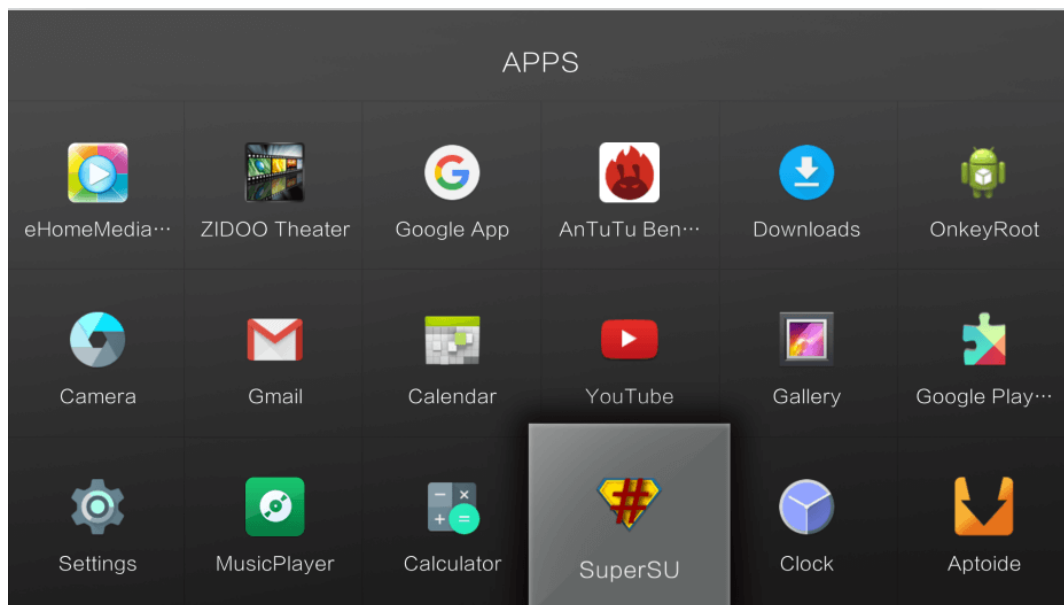 APPS
eHomeMedia···
ZIDOO Theater
Google App
AnTuTu Ben···
Downloads
OnkeyRoot
Camera
Gmail
Calendar
YouTube
Gallery
Google Play···
Settings
MusicPlayer
Calculator
SuperSU
Clock
Aptoide